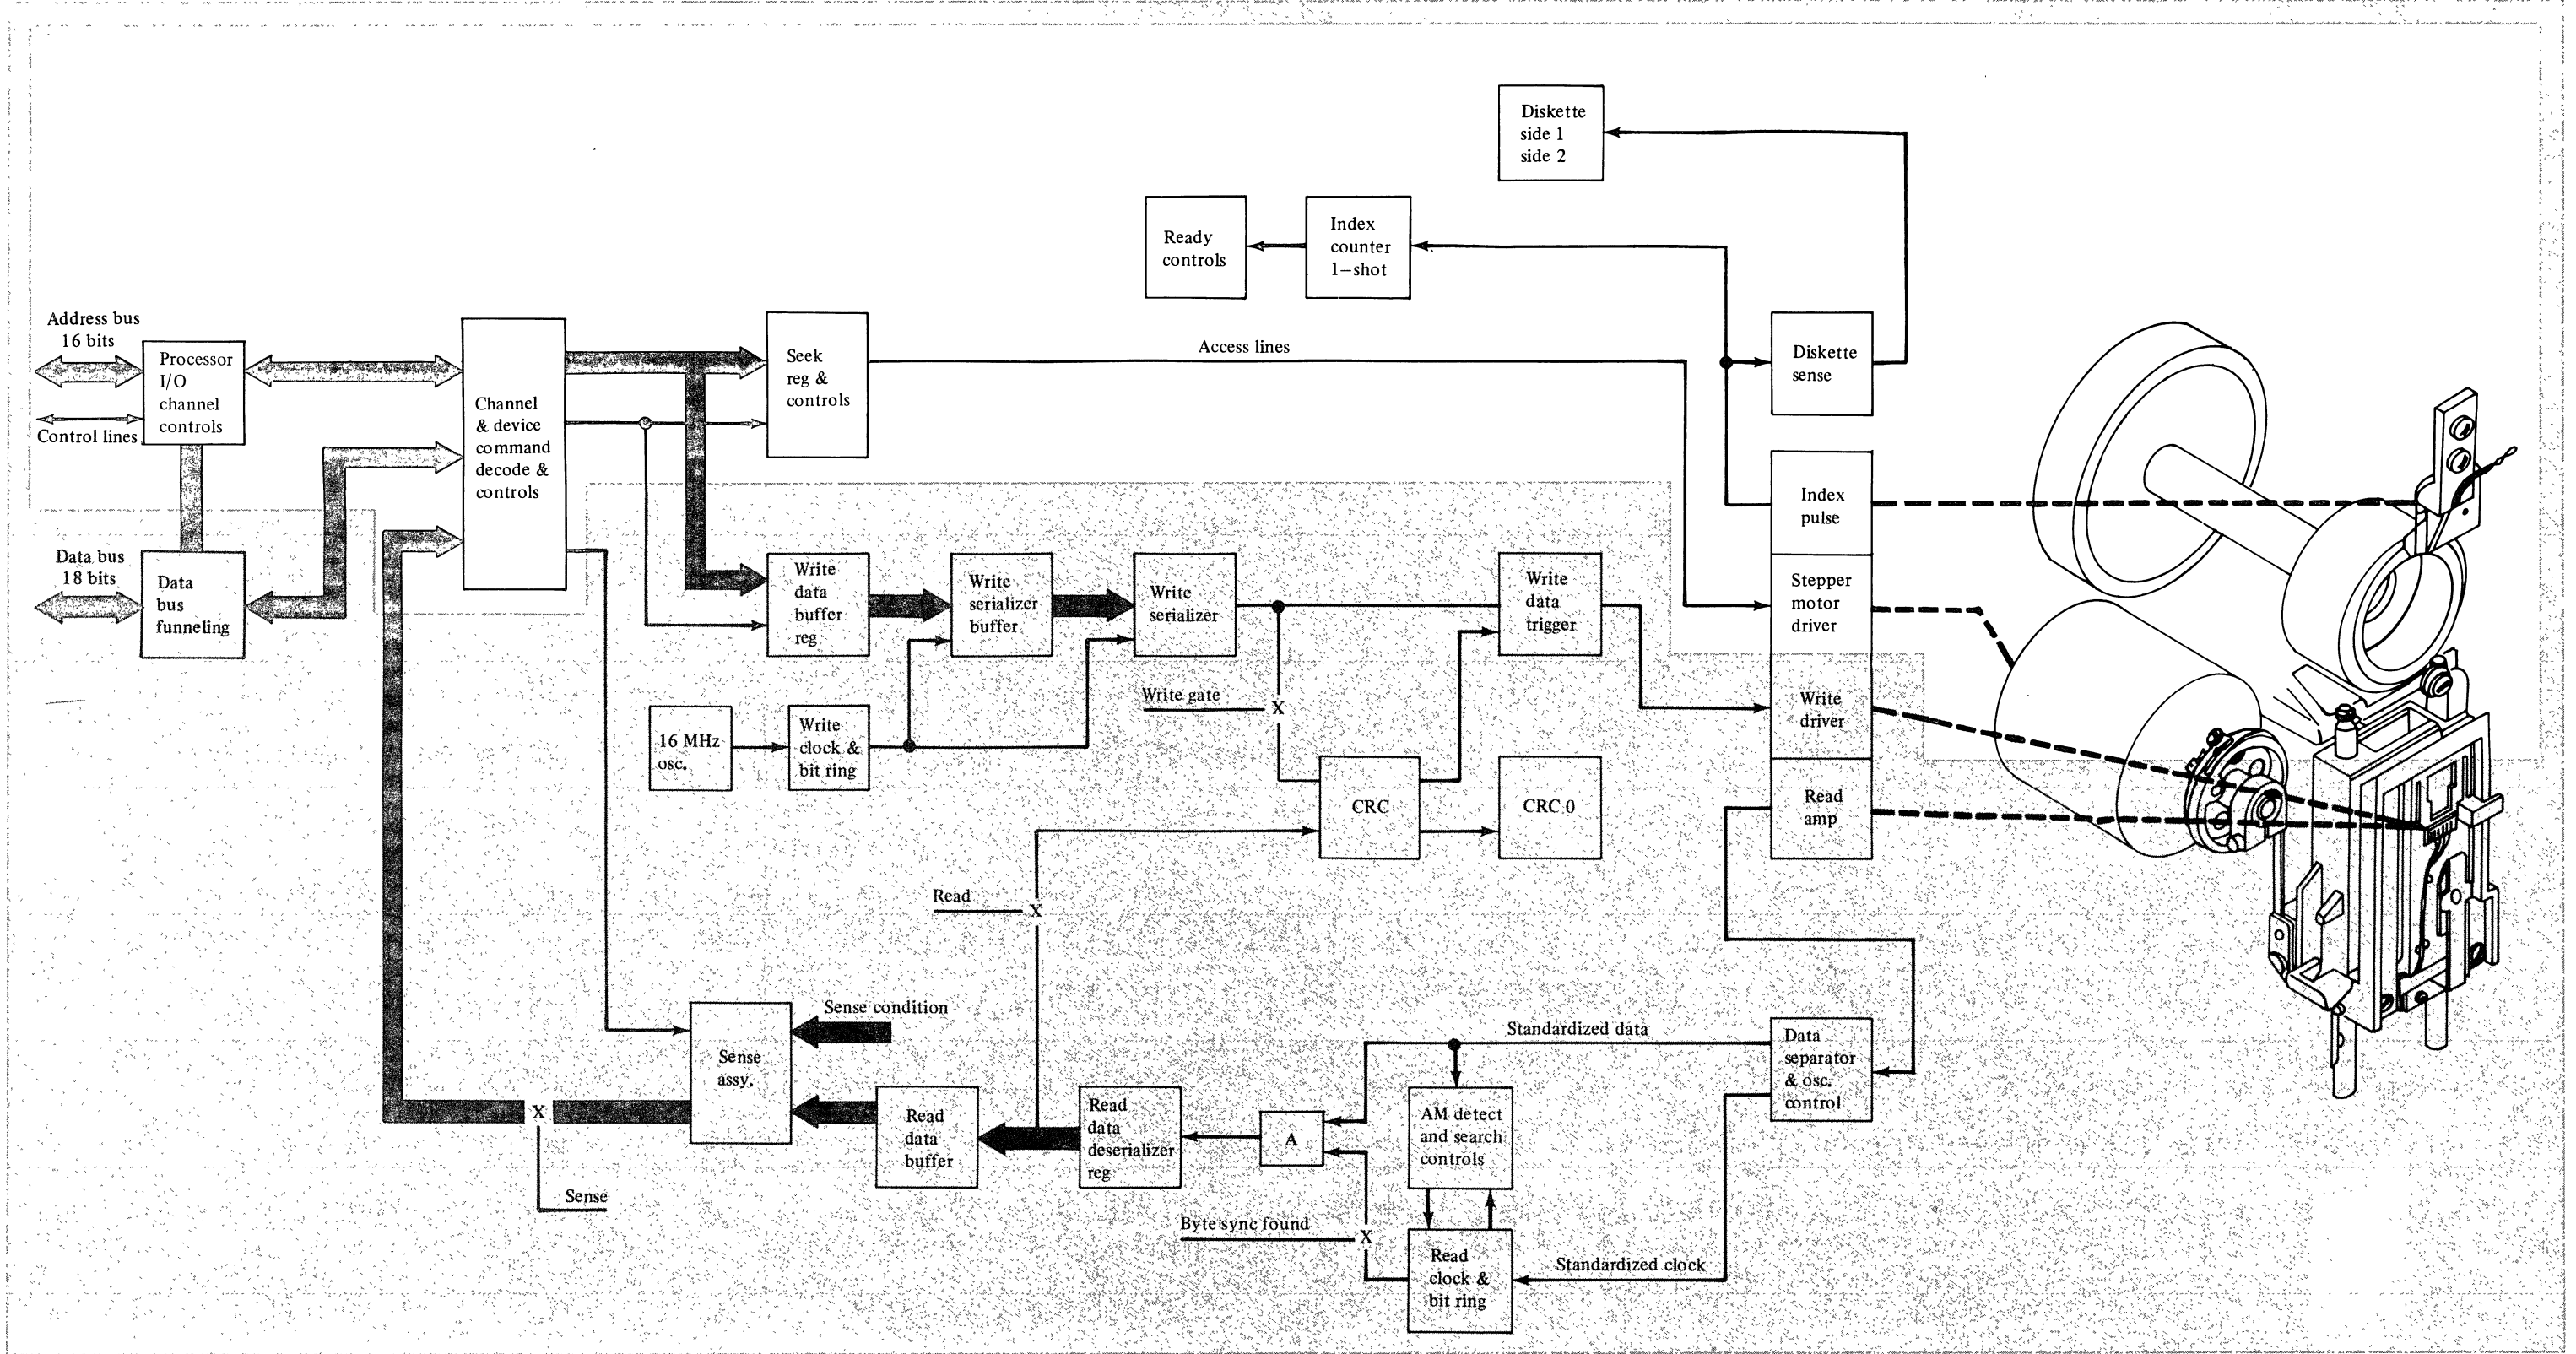 Diskette
side 1
side 2
Ready
controls
Index
counter
1–shot
Address bus
16 bits
Processor
I/O
channel
controls
Control lines
Data bus
18 bits
Data
bus
funneling
Channel
& device
command
decode &
controls
Seek
reg &
controls
Access lines
Diskette
sense
Index
pulse
Stepper
motor
driver
Write
driver
Read
amp
Write
data
buffer
reg
Write
serializer
buffer
Write
serializer
Write
data
trigger
Write gate
X
16 MHz
osc.
Write
clock &
bit ring
CRC
CRC 0
Read
X
Sense condition
Sense
assy.
X
Sense
Read
data
buffer
Read
data
deserializer
reg
A
Standardized data
AM detect
and search
controls
Data
separator
& osc.
control
Byte sync found
X
Read
clock &
bit ring
Standardized clock